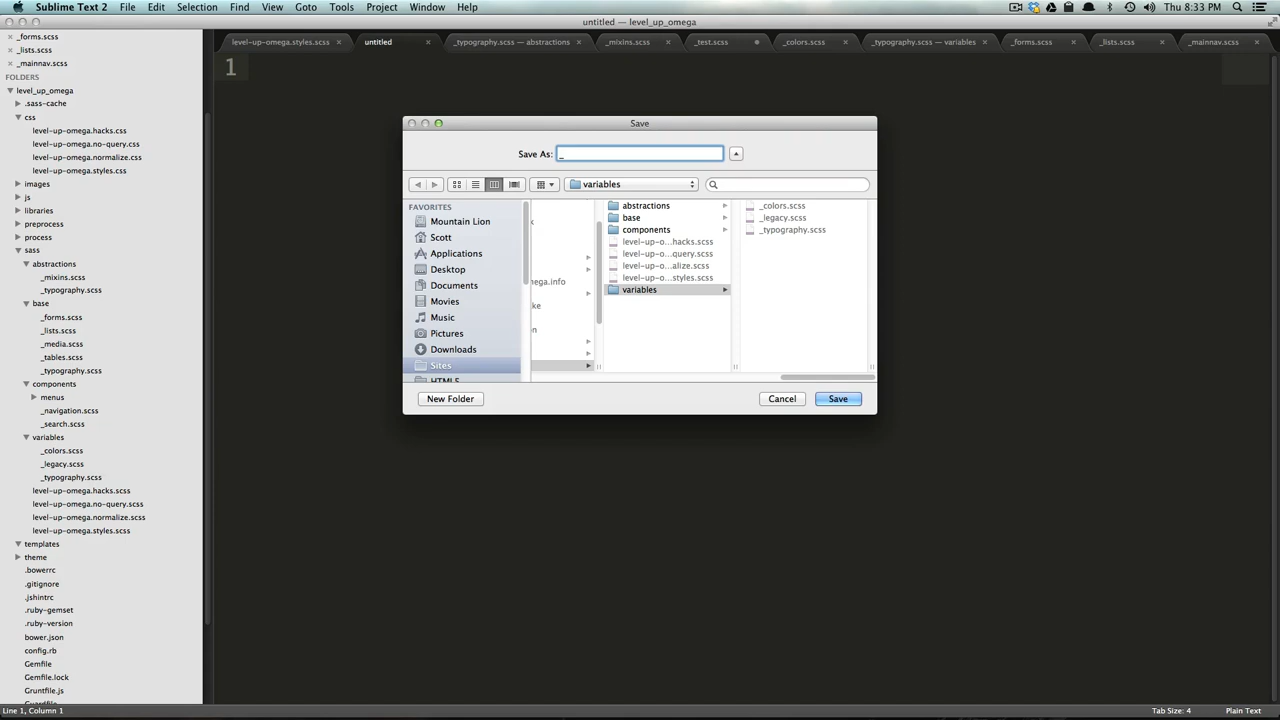 Sublime Text 2 File Edit Selection Find View Goto Tools Project Window Help Thu 8:33 PM
untitled — level_up_omega
level-up-omega.styles.scss untitled _typography.scss — abstractions _mixins.scss _test.scss _colors.scss _typography.scss — variables _forms.scss _lists.scss _mainnav.scss
_forms.scss
_lists.scss
_mainnav.scss
FOLDERS
level_up_omega
.sass-cache
css
level-up-omega.hacks.css
level-up-omega.no-query.css
level-up-omega.normalize.css
level-up-omega.styles.css
images
js
libraries
preprocess
process
sass
abstractions
_mixins.scss
_typography.scss
base
_forms.scss
_lists.scss
_media.scss
_tables.scss
_typography.scss
components
menus
_navigation.scss
_search.scss
variables
_colors.scss
_legacy.scss
_typography.scss
level-up-omega.hacks.scss
level-up-omega.no-query.scss
level-up-omega.normalize.scss
level-up-omega.styles.scss
templates
theme
.bowerrc
.gitignore
.jshintrc
.ruby-gemset
.ruby-version
bower.json
config.rb
Gemfile
Gemfile.lock
Gruntfile.js
1
Save
Save As: _
variables
FAVORITES
Mountain Lion
Scott
Applications
Desktop
Documents
Movies
Music
Pictures
Downloads
Sites
HTML5
mega.info
abstractions
base
components
level-up-o...hacks.scss
level-up-o...query.scss
level-up-o...alize.scss
level-up-o...styles.scss
variables
_colors.scss
_legacy.scss
_typography.scss
New Folder Cancel Save
Line 1, Column 1 Tab Size: 4 Plain Text